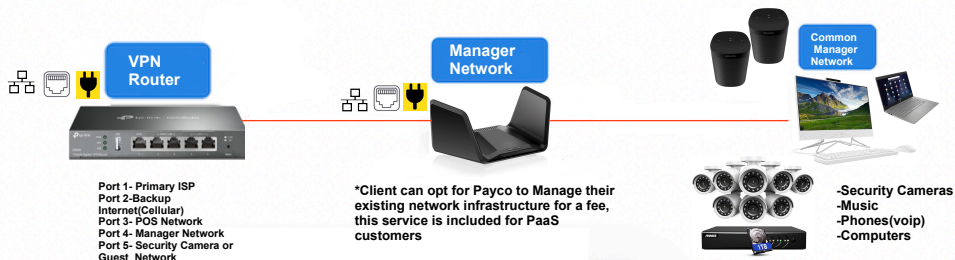 VPN
Router
Manager
Network
Common
Manager
Network
Port 1- Primary ISP
Port 2-Backup
Internet(Cellular)
Port 3- POS Network
Port 4- Manager Network
Port 5- Security Camera or
Guest Network
*Client can opt for Payco to Manage their
existing network infrastructure for a fee,
this service is included for PaaS
customers
1TB
-Security Cameras
-Music
-Phones(voip)
-Computers